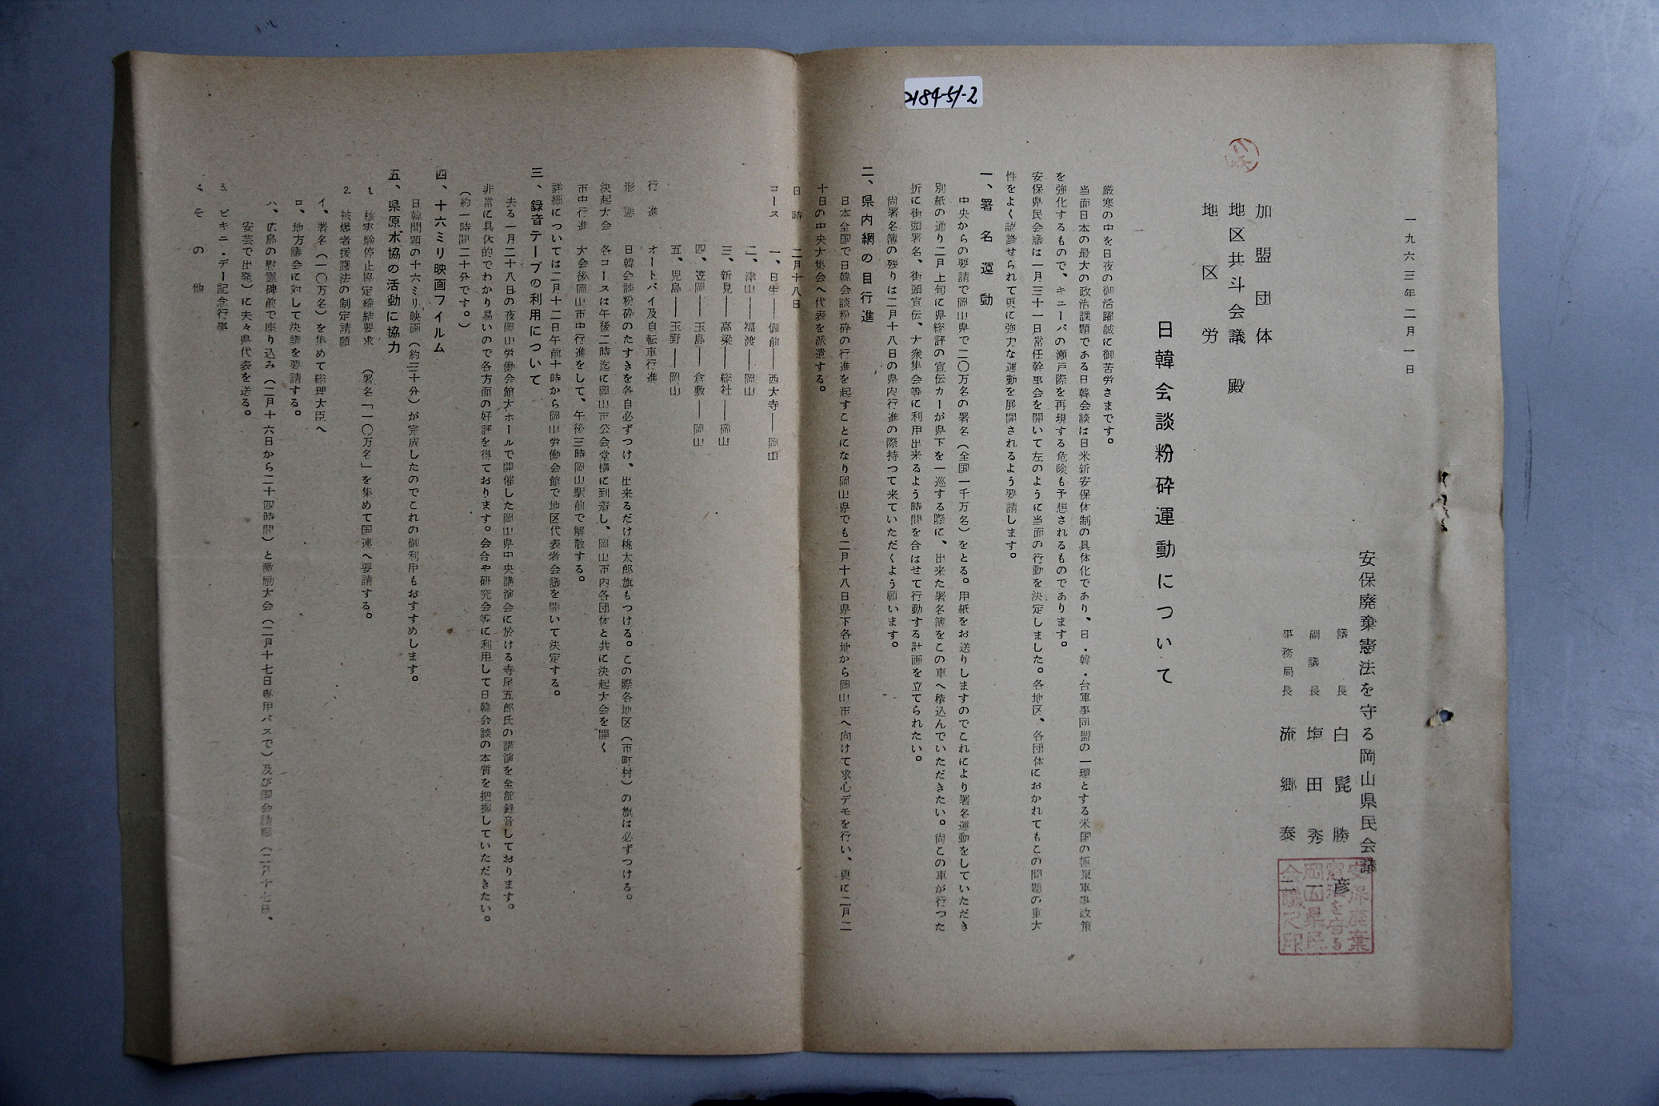 2184-51-2
一九六三年二月一日
安保廃棄憲法を守る岡山県民会議
議長 白髭勝彦
副議長 塩田秀
事務局長 流郷泰二
安保廃棄憲法を守る岡山県民会議之印
加盟団体
地区共斗会議 殿
地区労
日韓会談粉砕運動について
厳寒の中を日夜の御活躍誠に御苦労さまです。
当面日本の最大の政治課題である日韓会談は日米新安保体制の具体化であり、日・韓・台軍事同盟の一環とする米国の極東軍事政策
を強化するもので、キューバの瀬戸際を再現する危険も予想されるものであります。
安保県民会議は一月三十一日常任幹事会を開いて左のように当面の行動を決定しました。各地区、各団体におかれてもこの問題の重大
性をよく認識せられて更に強力な運動を展開されるよう要請します。
一、署名運動
中央からの要請で岡山県で二〇万名の署名（全国一千万名）をとる。用紙をお送りしますのでこれにより署名運動をしていただき
別紙の通り二月上旬に県総評の宣伝カーが県下を一巡する際に、出来た署名簿をこの車へ積込んでいただきたい。尚この車が行つた
折に街頭署名、街頭宣伝、大衆集会等に利用出来るよう時間を合はせて行動する計画を立てられたい。
尚署名簿の残りは二月十八日の県内行進の際持つて来ていただくよう願います。
二、県内網の目行進
日本全国で日韓会談粉砕の行進を起すことになり岡山県でも二月十八日県下各地から岡山市へ向けて求心デモを行い、更に二月二
十日の中央大集会へ代表を派遣する。
日時 二月十八日
コース 一、日生――備前――西大寺――岡山
二、津山――福渡――岡山
三、新見――高梁――総社――岡山
四、笠岡――玉島――倉敷――岡山
五、児島――玉野――岡山
行進 オートバイ及自転車行進
形態 日韓会談粉砕のたすきを各自必ずつけ、出来るだけ桃太郎旗もつける。この際各地区（市町村）の旗は必ずつける。
決起大会 各コースは午後二時迄に岡山市公会堂横に到着し、岡山市内各団体と共に決起大会を開く
市中行進 大会後岡山市中行進をして、午後三時岡山駅前で解散する。
詳細については二月十二日午前十時から岡山労働会館で地区代表者会議を開いて決定する。
三、録音テープの利用について
去る一月二十八日の夜岡山労働会館大ホールで開催した岡山県中央講演会に於ける寺尾五郎氏の講演を全部録音しております。
非常に具体的でわかり易いので各方面の好評を得ております。会合や研究会等に利用して日韓会談の本質を把握していただきたい。
（約一時間二十分です。）
四、十六ミリ映画フイルム
日韓問題の十六ミリ映画（約三十分）が完成したのでこれの御利用もおすすめします。
五、県原水協の活動に協力
1. 核実験停止協定締結要求 （署名「一〇万名」を集めて国連へ要請する。
2. 被爆者援護法の制定請願
イ、署名（一〇万名）を集めて総理大臣へ
ロ、地方議会に対して決議を要請する。
ハ、広島の慰霊碑前で座り込み（二月十六日から二十四時間）と激励大会（二月十七日専用バスで）及び国会請願（二月十七日、
安芸で出発）に夫々県代表を送る。
3. ビキニ・デー記念行事
4. その他